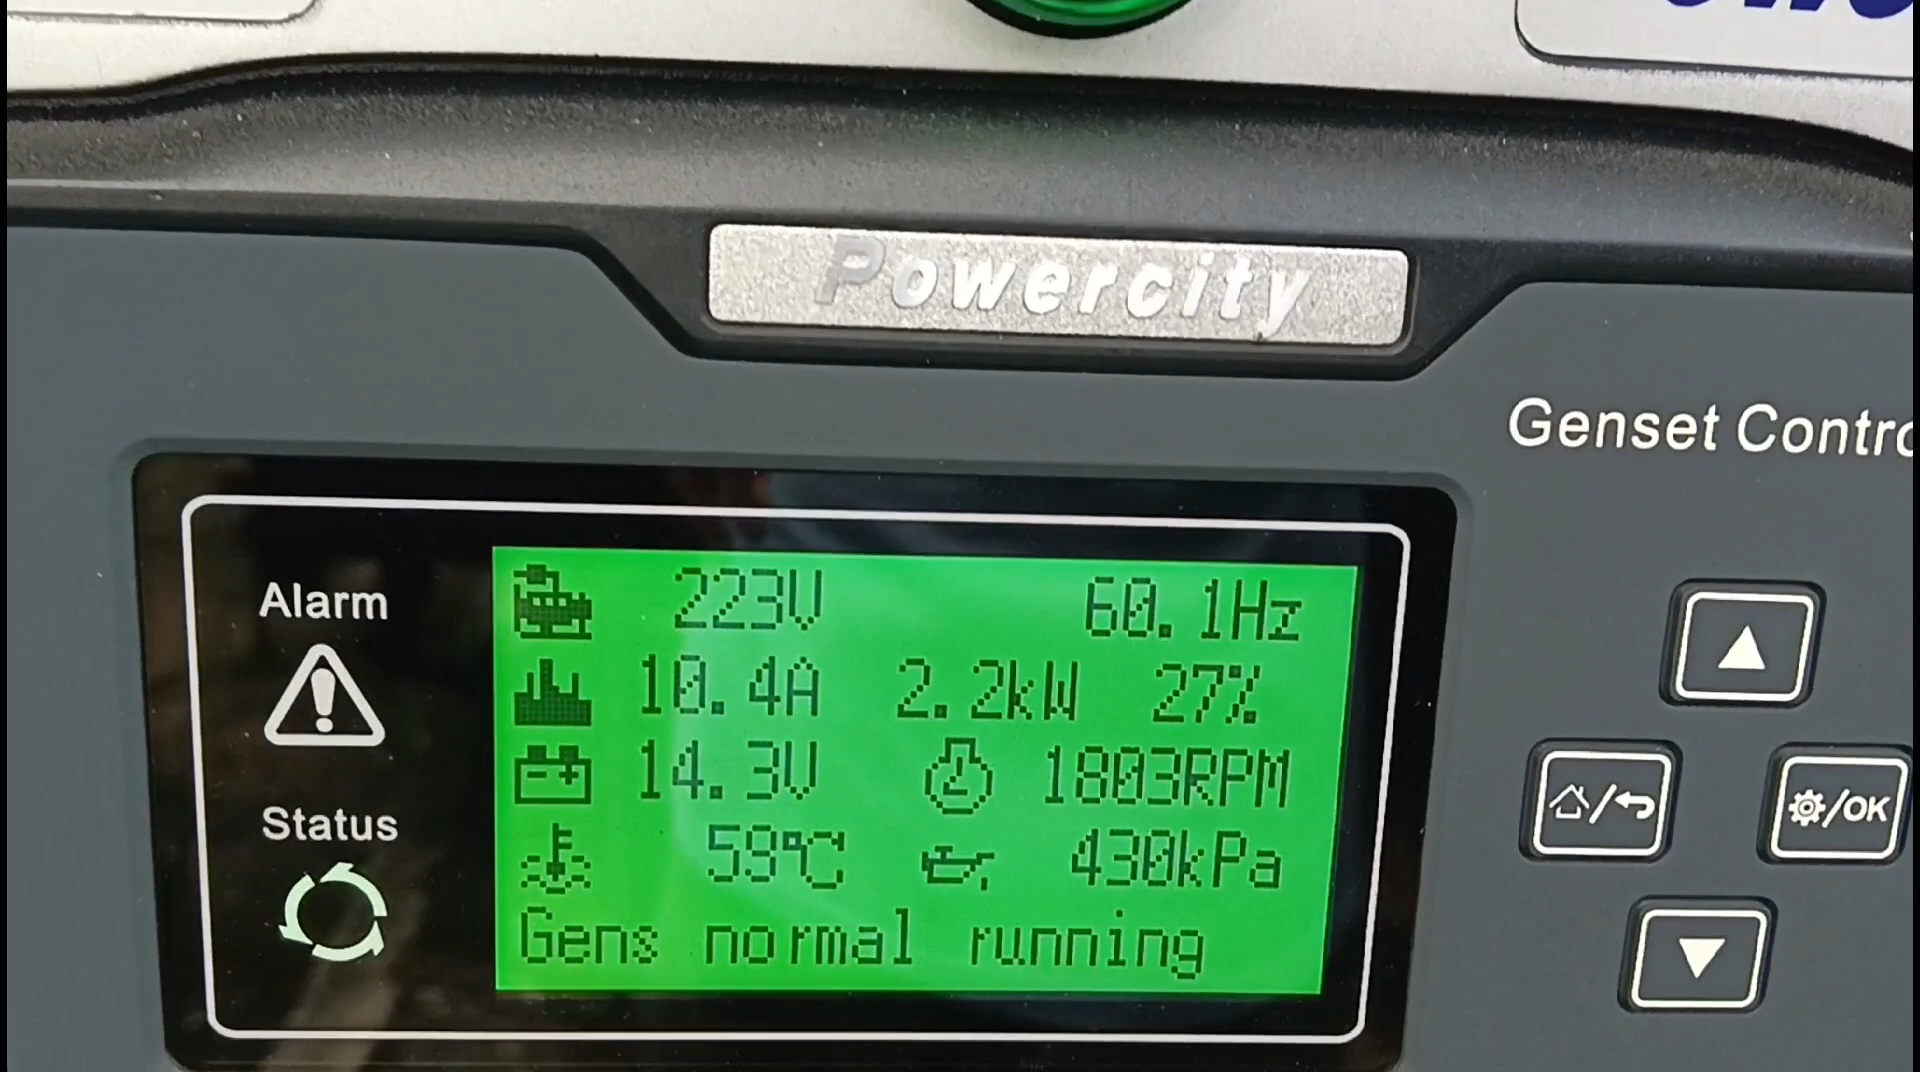 Powercity
Genset Contro
Alarm
Status
223V 60.1Hz
10.4A 2.2kW 27%
14.3V 1803RPM
59℃ 430kPa
Gens normal running
/OK